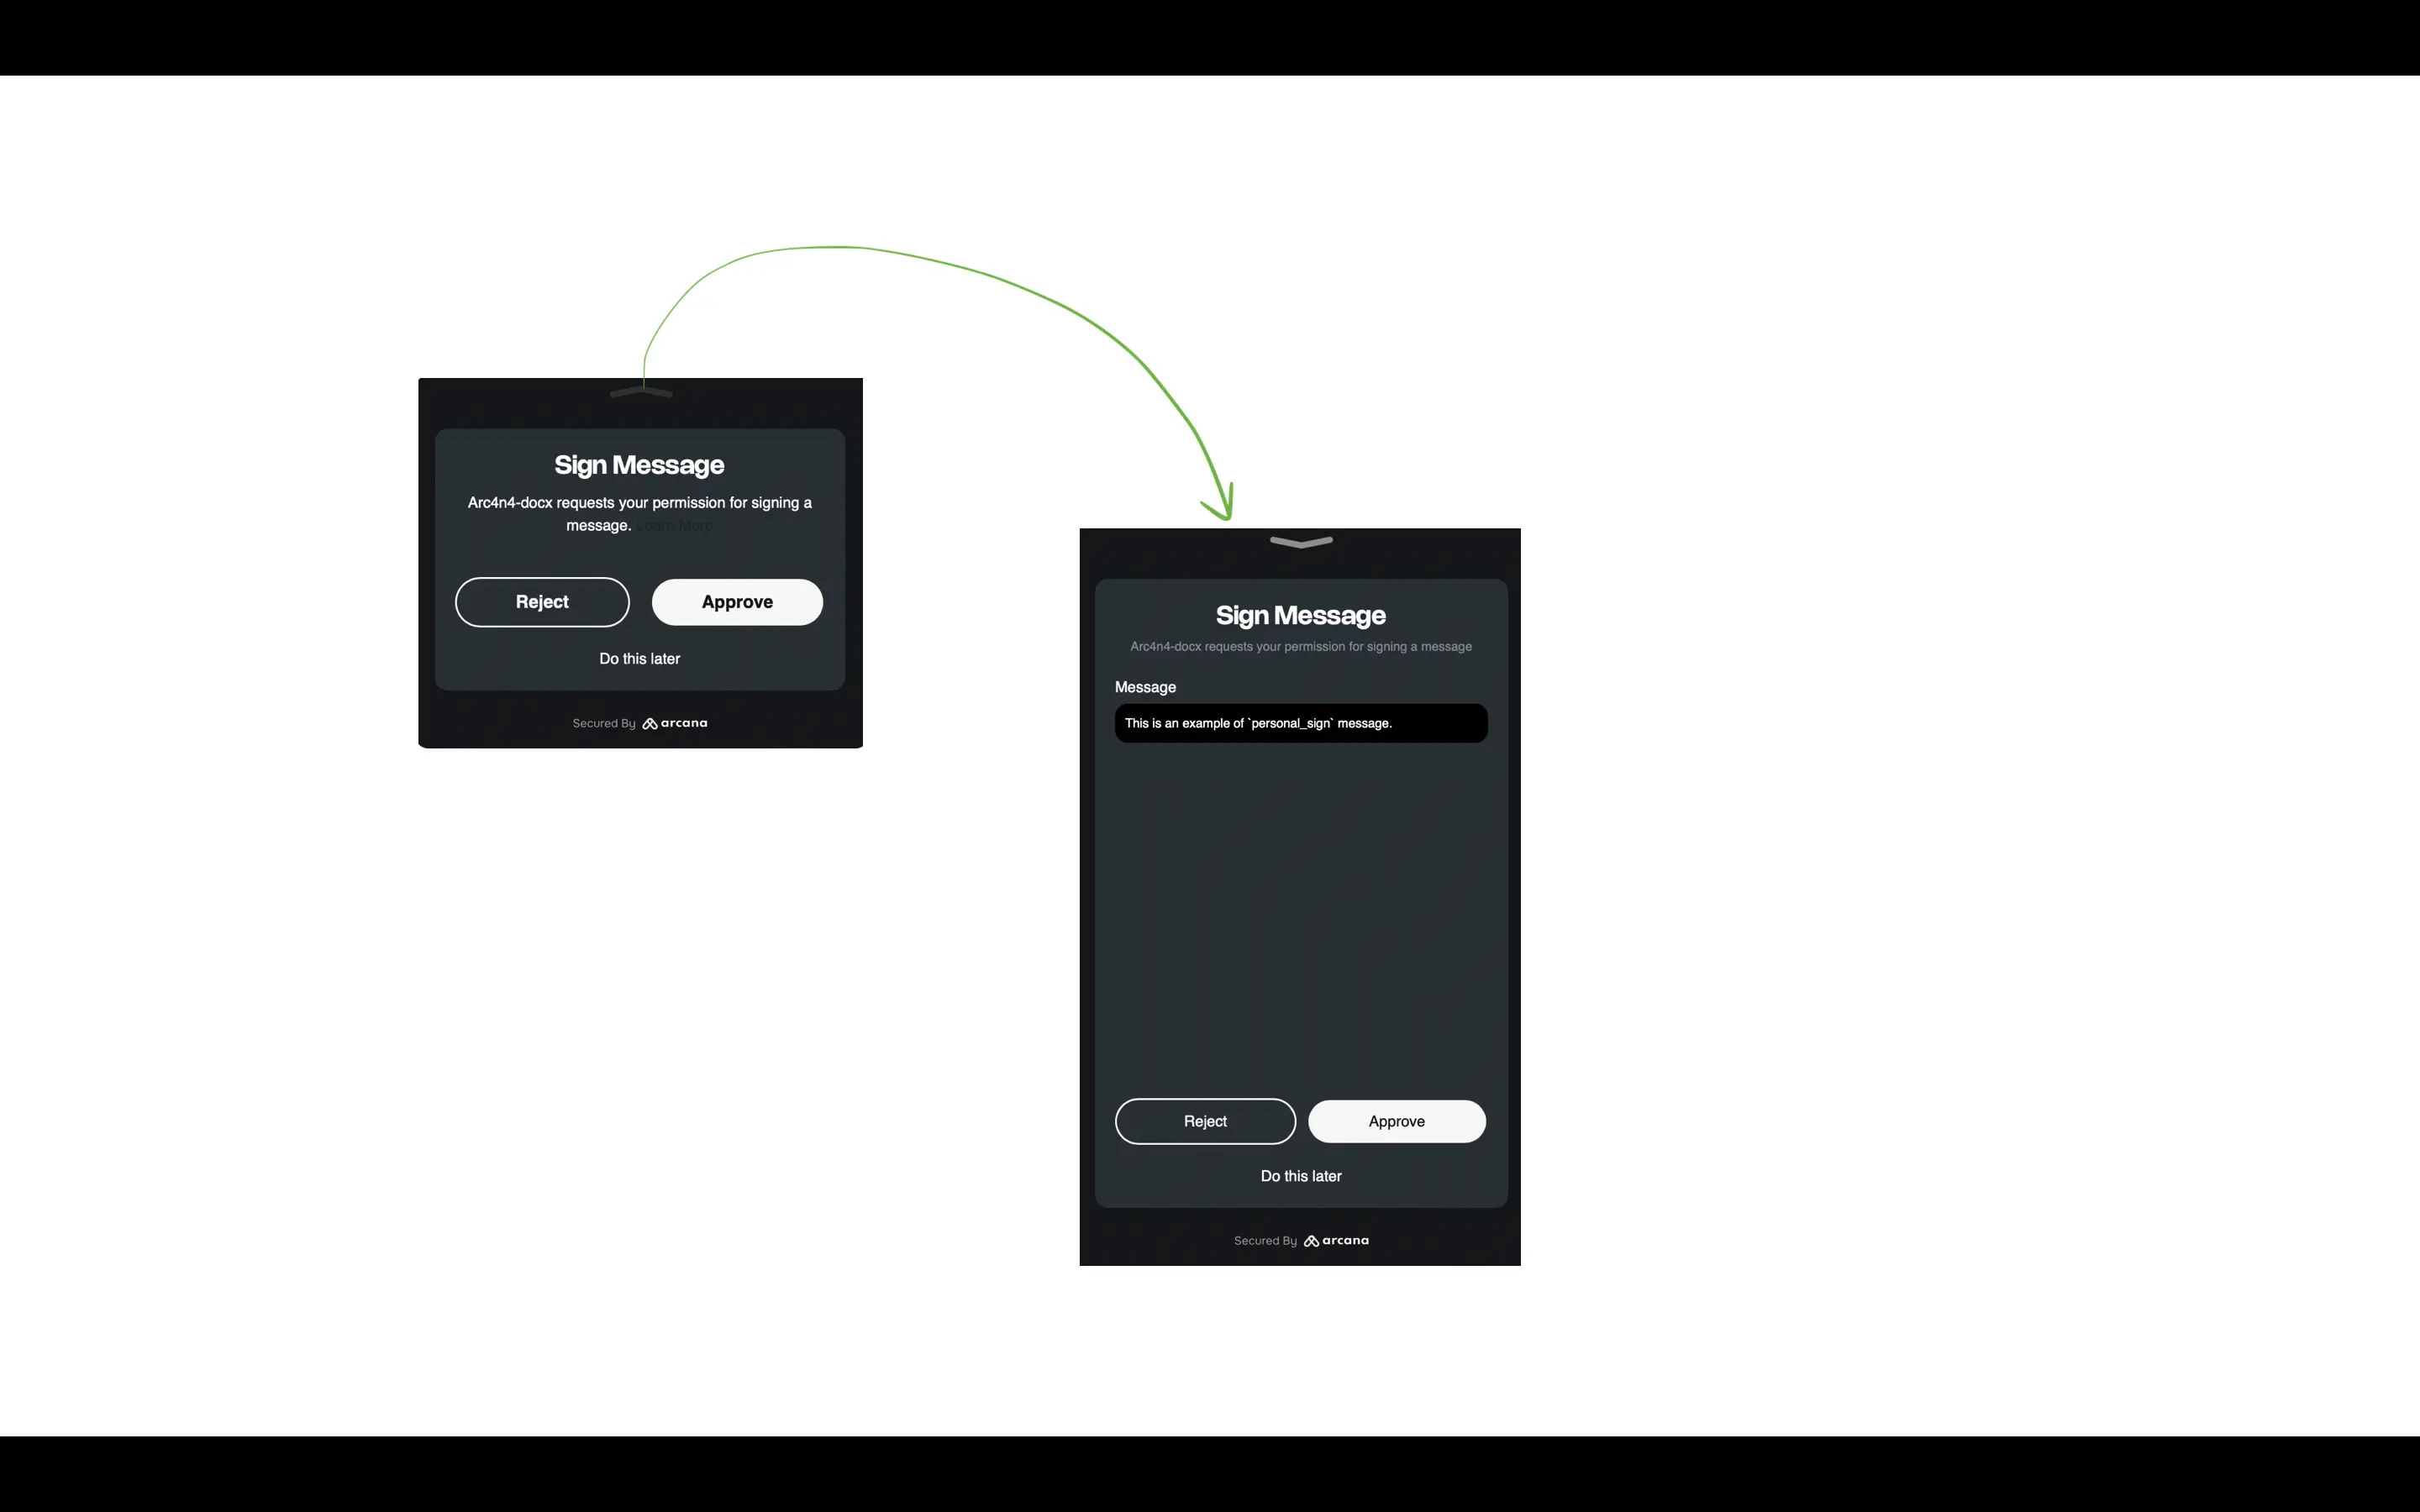 Sign Message
Arc4n4-docx requests your permission for signing a
message. Learn More
Reject
Approve
Do this later
Secured By arcana
Sign Message
Arc4n4-docx requests your permission for signing a message
Message
This is an example of `personal_sign` message.
Reject
Approve
Do this later
Secured By arcana